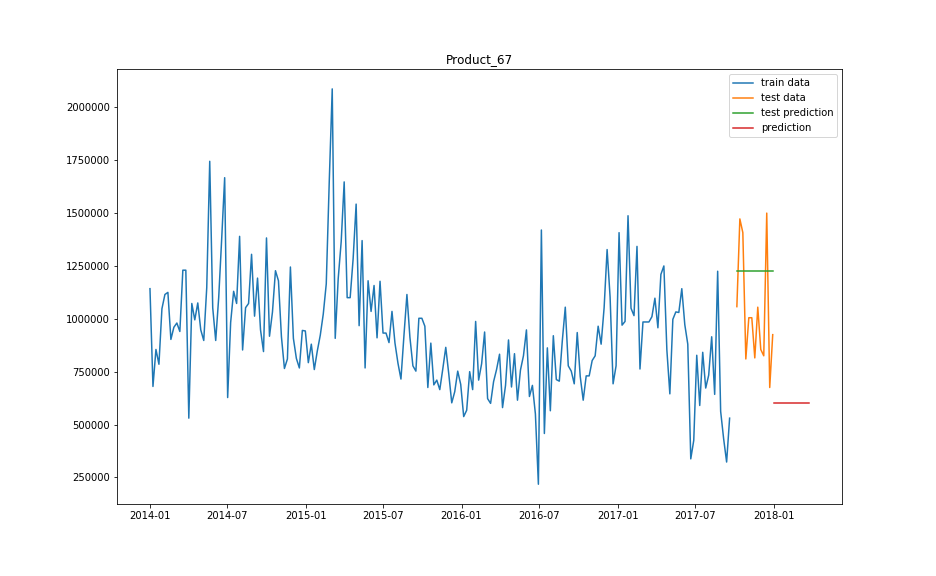 Product_67
train data
test data
test prediction
prediction
2000000
1750000
1500000
1250000
1000000
750000
500000
250000
2014-01 2014-07 2015-01 2015-07 2016-01 2016-07 2017-01 2017-07 2018-01